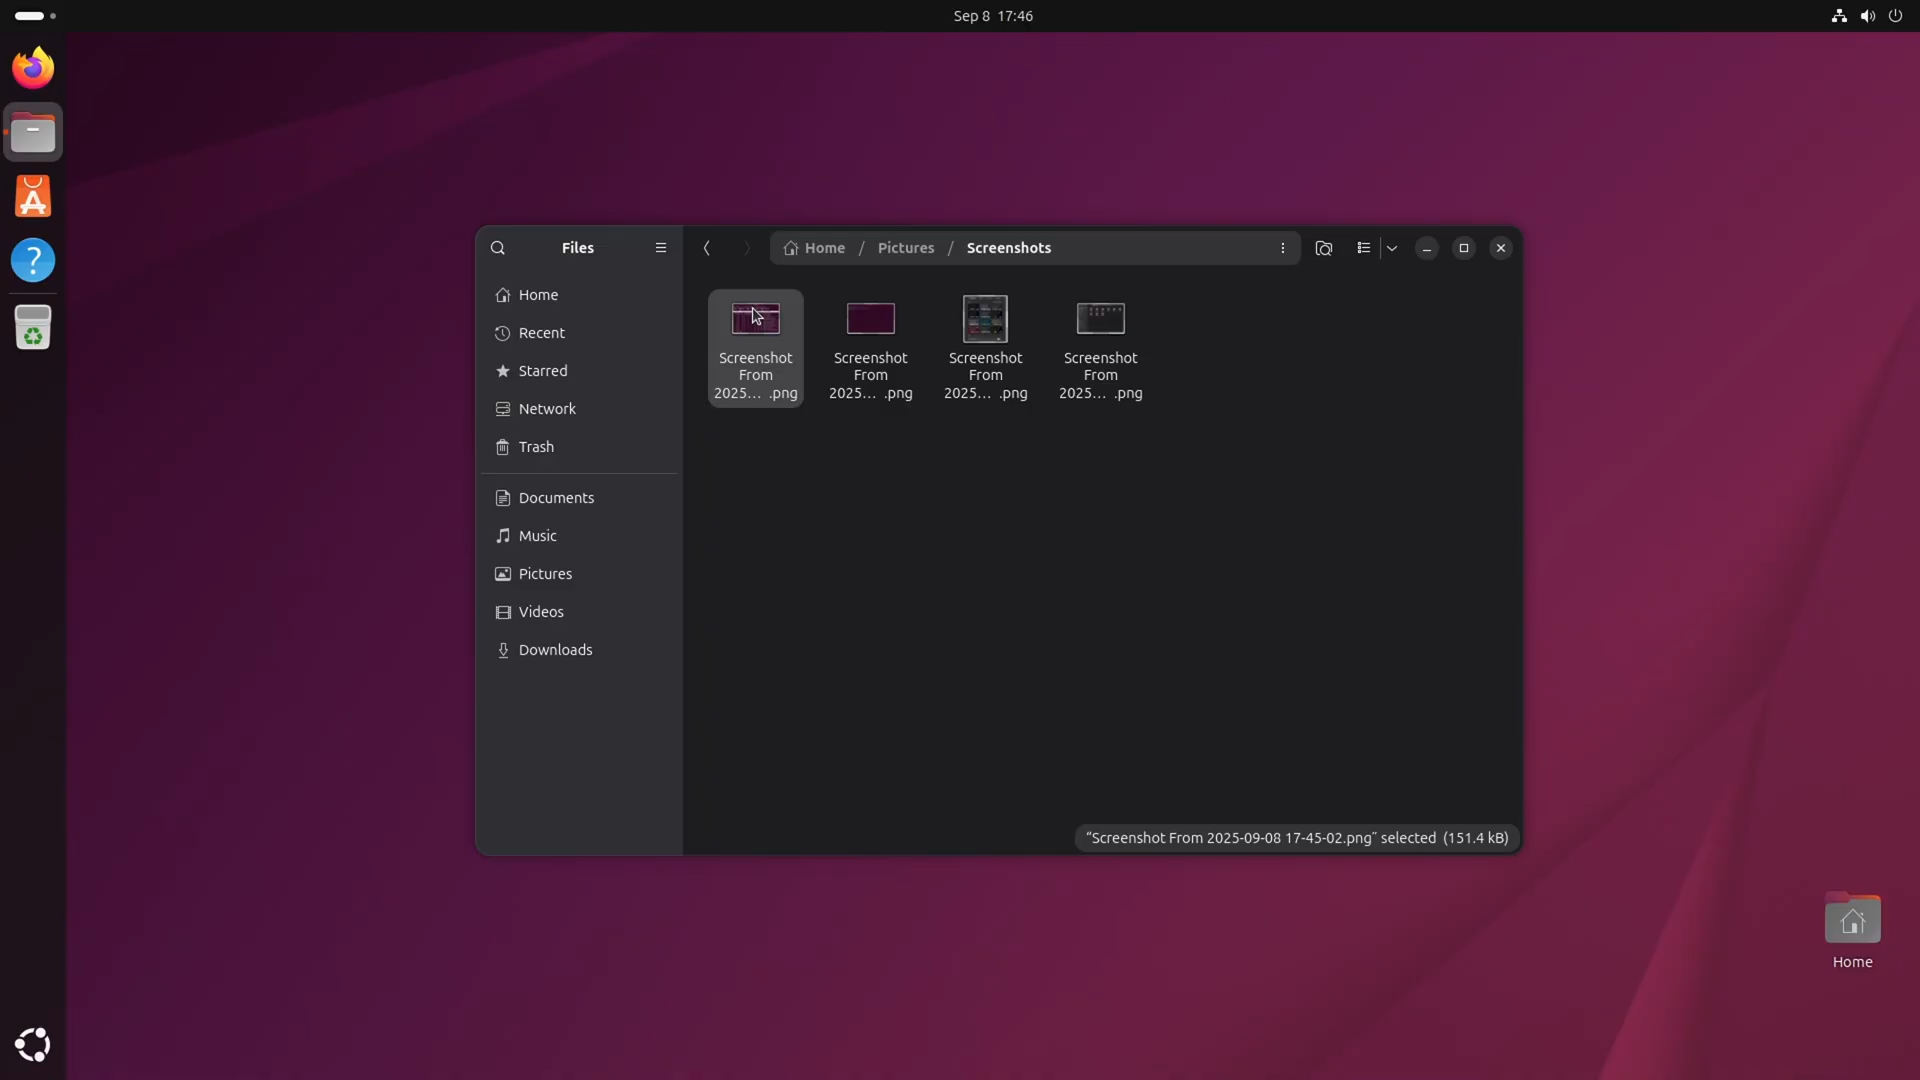 Sep 8 17:46
Files
Home / Pictures / Screenshots
Home
Recent
Starred
Network
Trash
Documents
Music
Pictures
Videos
Downloads
Screenshot
From
2025... .png
Screenshot
From
2025... .png
Screenshot
From
2025... .png
Screenshot
From
2025... .png
“Screenshot From 2025-09-08 17-45-02.png” selected (151.4 kB)
Home